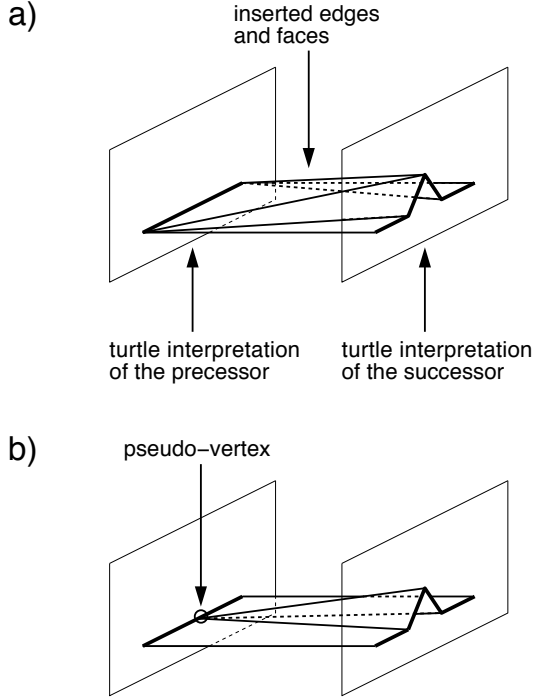 a)
inserted edges
and faces
turtle interpretation
of the precessor
turtle interpretation
of the successor
b)
pseudo-vertex